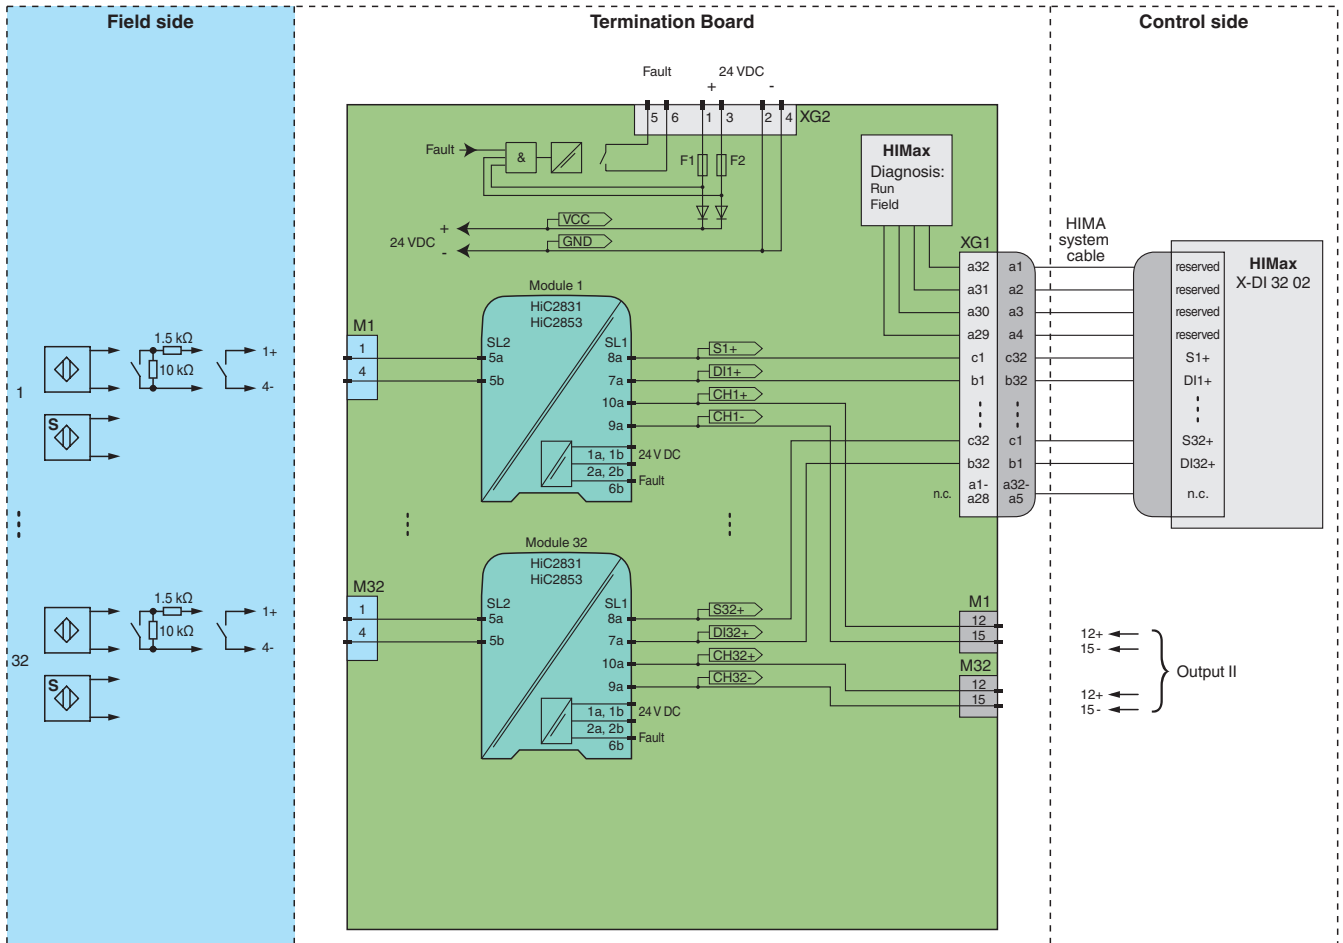 Field side
Termination Board
Control side
Fault
24 VDC
+
-
5
6
1
3
2
4
XG2
Fault
&
F1
F2
VCC
GND
+
24 VDC
-
HIMax
Diagnosis:
Run
Field
XG1
HIMA
system
cable
HIMax
X-DI 32 02
a32
a1
reserved
a31
a2
reserved
a30
a3
reserved
a29
a4
reserved
c1
c32
S1+
b1
b32
DI1+
c32
c1
S32+
b32
b1
DI32+
n.c.
a1-
a28
a32-
a5
n.c.
Module 1
HiC2831
HiC2853
M1
1
4
SL2
5a
5b
SL1
8a
7a
10a
9a
S1+
DI1+
CH1+
CH1-
1a, 1b
24 V DC
2a, 2b
Fault
6b
1
1.5 kΩ
10 kΩ
1+
4-
S
Module 32
HiC2831
HiC2853
M32
1
4
SL2
5a
5b
SL1
8a
7a
10a
9a
S32+
DI32+
CH32+
CH32-
1a, 1b
24 V DC
2a, 2b
Fault
6b
32
1.5 kΩ
10 kΩ
1+
4-
S
M1
12
15
M32
12
15
12+
15-
Output II
12+
15-